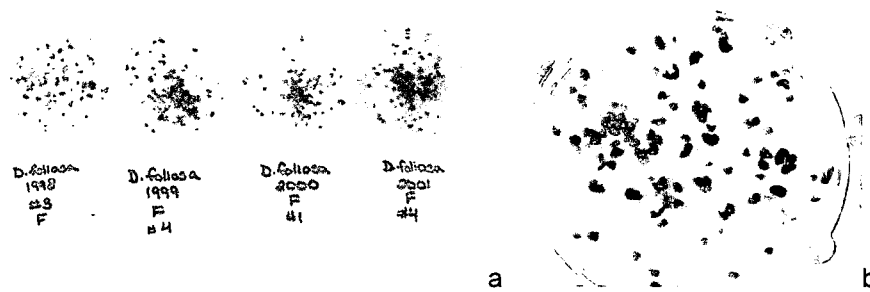 D. foliosa
1998
#3
F
D. foliosa
1999
F
#4
D. foliosa
2000
F
#1
D. foliosa
2001
F
#4
a
b